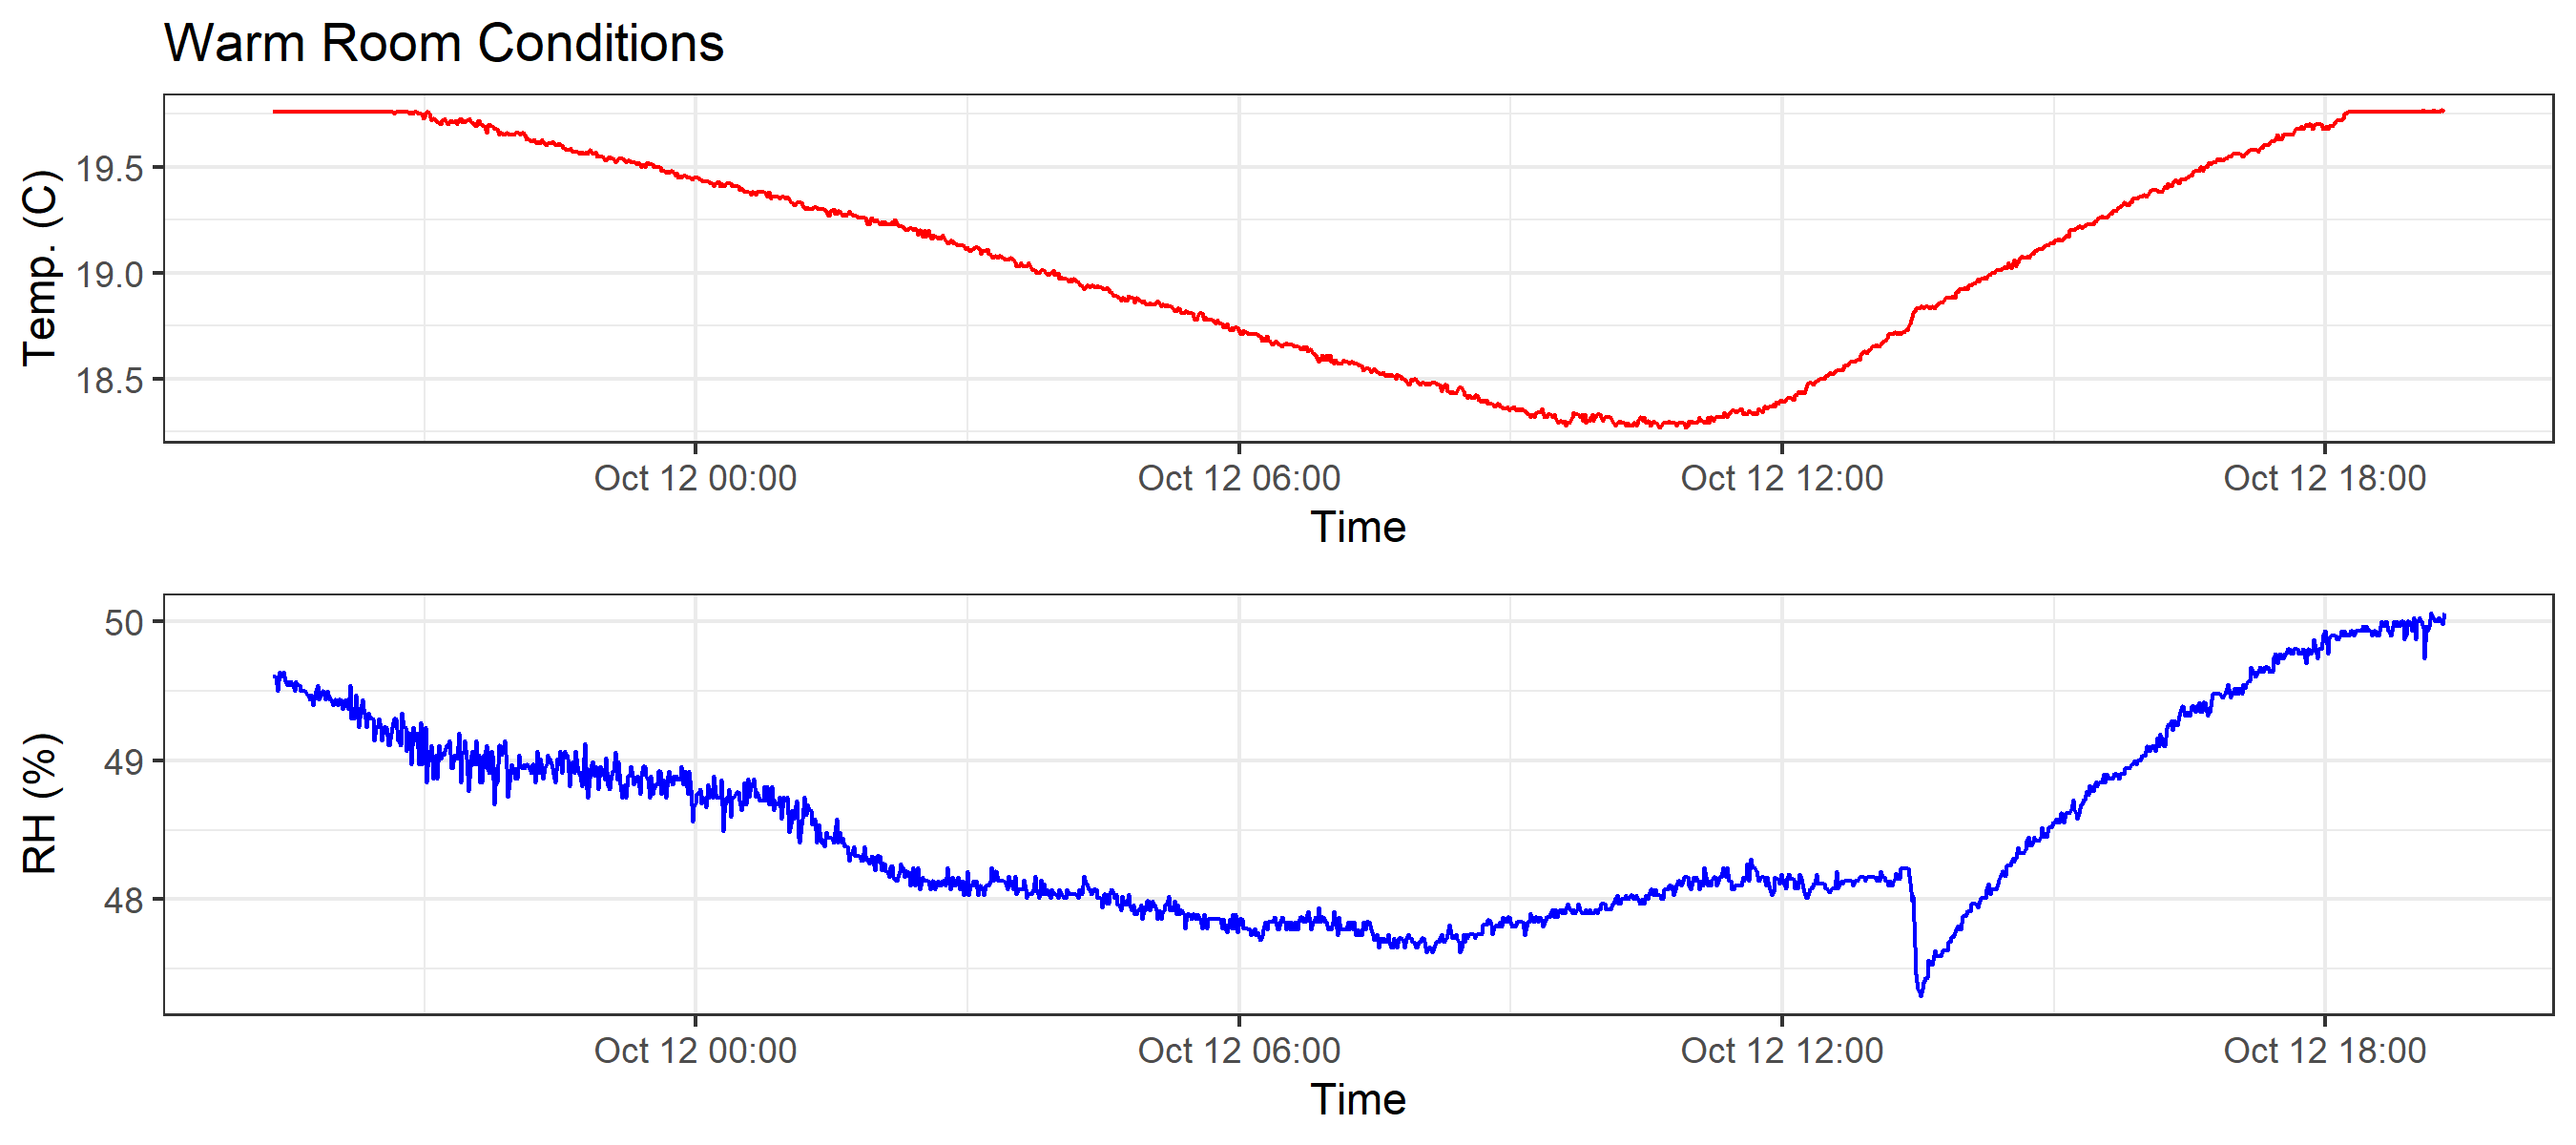 Warm Room Conditions
Temp. (C)
19.5
19.0
18.5
Oct 12 00:00 Oct 12 06:00 Oct 12 12:00 Oct 12 18:00
Time
RH (%)
50
49
48
Oct 12 00:00 Oct 12 06:00 Oct 12 12:00 Oct 12 18:00
Time